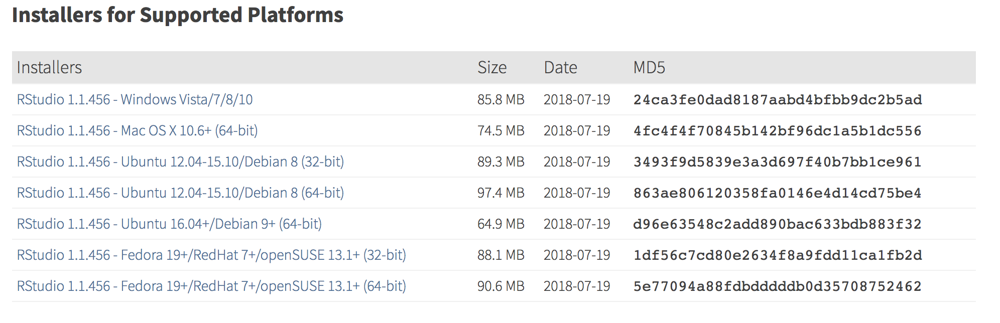 Installers for Supported Platforms
Installers Size Date MD5
RStudio 1.1.456 - Windows Vista/7/8/10 85.8 MB 2018-07-19 24ca3fe0dad8187aabd4bfbb9dc2b5ad
RStudio 1.1.456 - Mac OS X 10.6+ (64-bit) 74.5 MB 2018-07-19 4fc4f4f70845b142bf96dc1a5b1dc556
RStudio 1.1.456 - Ubuntu 12.04-15.10/Debian 8 (32-bit) 89.3 MB 2018-07-19 3493f9d5839e3a3d697f40b7bb1ce961
RStudio 1.1.456 - Ubuntu 12.04-15.10/Debian 8 (64-bit) 97.4 MB 2018-07-19 863ae806120358fa0146e4d14cd75be4
RStudio 1.1.456 - Ubuntu 16.04+/Debian 9+ (64-bit) 64.9 MB 2018-07-19 d96e63548c2add890bac633bdb883f32
RStudio 1.1.456 - Fedora 19+/RedHat 7+/openSUSE 13.1+ (32-bit) 88.1 MB 2018-07-19 1df56c7cd80e2634f8a9fdd11ca1fb2d
RStudio 1.1.456 - Fedora 19+/RedHat 7+/openSUSE 13.1+ (64-bit) 90.6 MB 2018-07-19 5e77094a88fdbdddddb0d35708752462